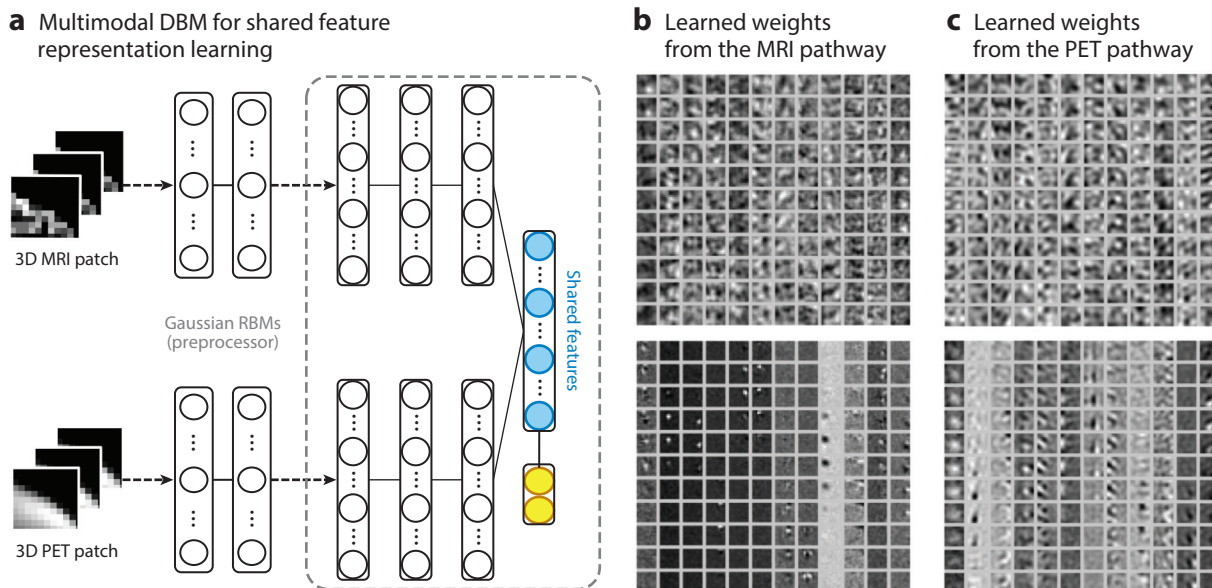 a Multimodal DBM for shared feature
representation learning
3D MRI patch
Gaussian RBMs
(preprocessor)
Shared features
3D PET patch
b Learned weights
from the MRI pathway
c Learned weights
from the PET pathway